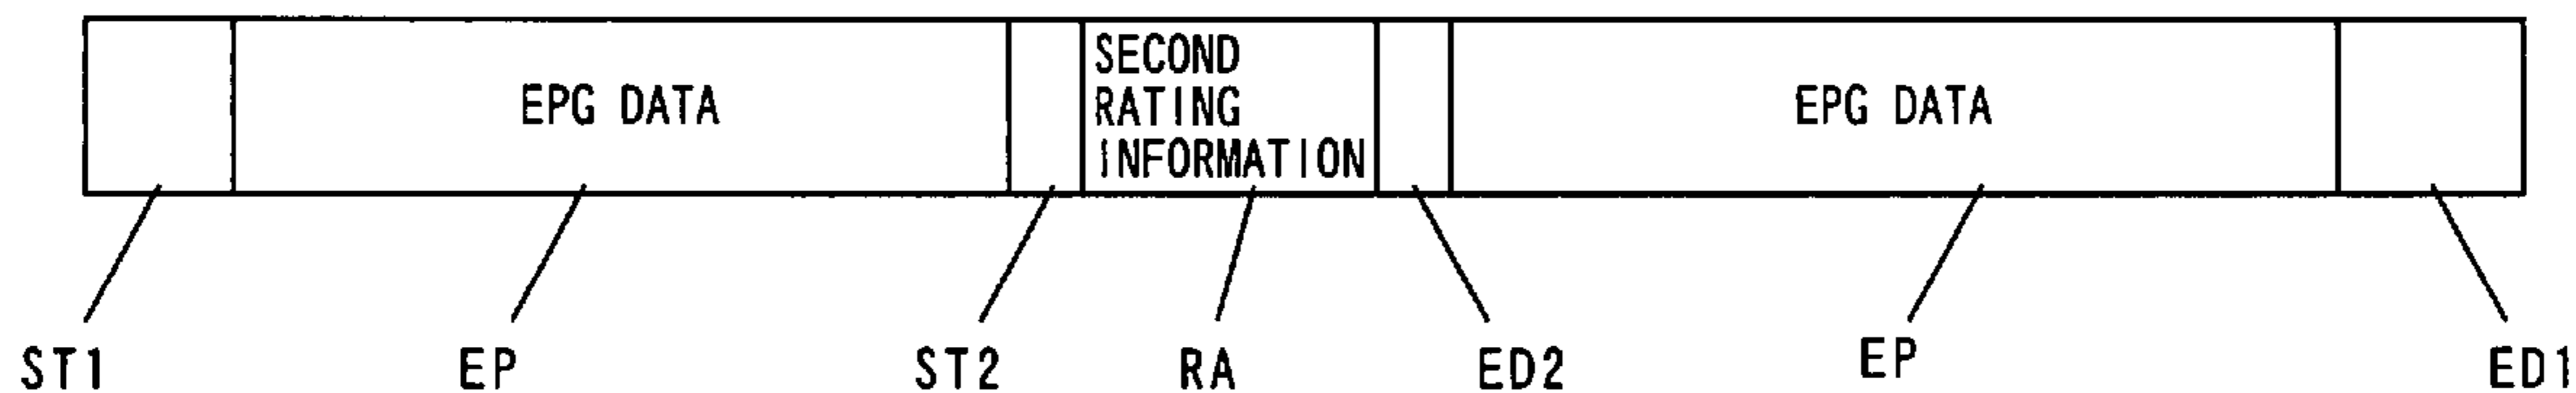 EPG DATA
SECOND
RATING
INFORMATION
EPG DATA
ST1
EP
ST2
RA
ED2
EP
ED1